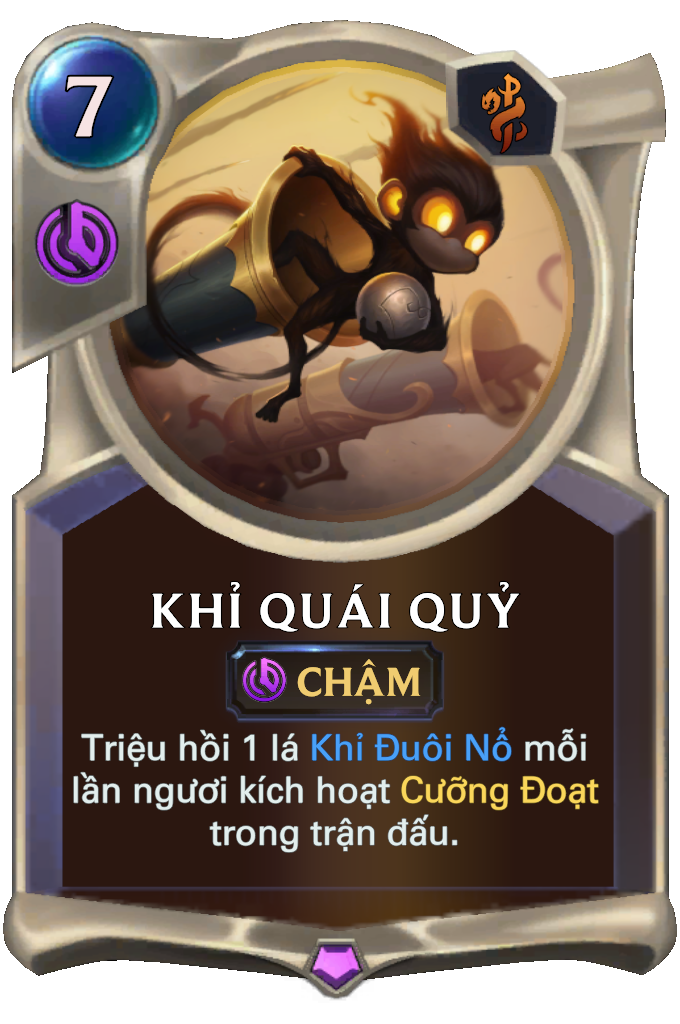 7
KHỈ QUÁI QUỶ
CHẬM
Triệu hồi 1 lá Khỉ Đuôi Nổ mỗi
lần ngươi kích hoạt Cưỡng Đoạt
trong trận đấu.